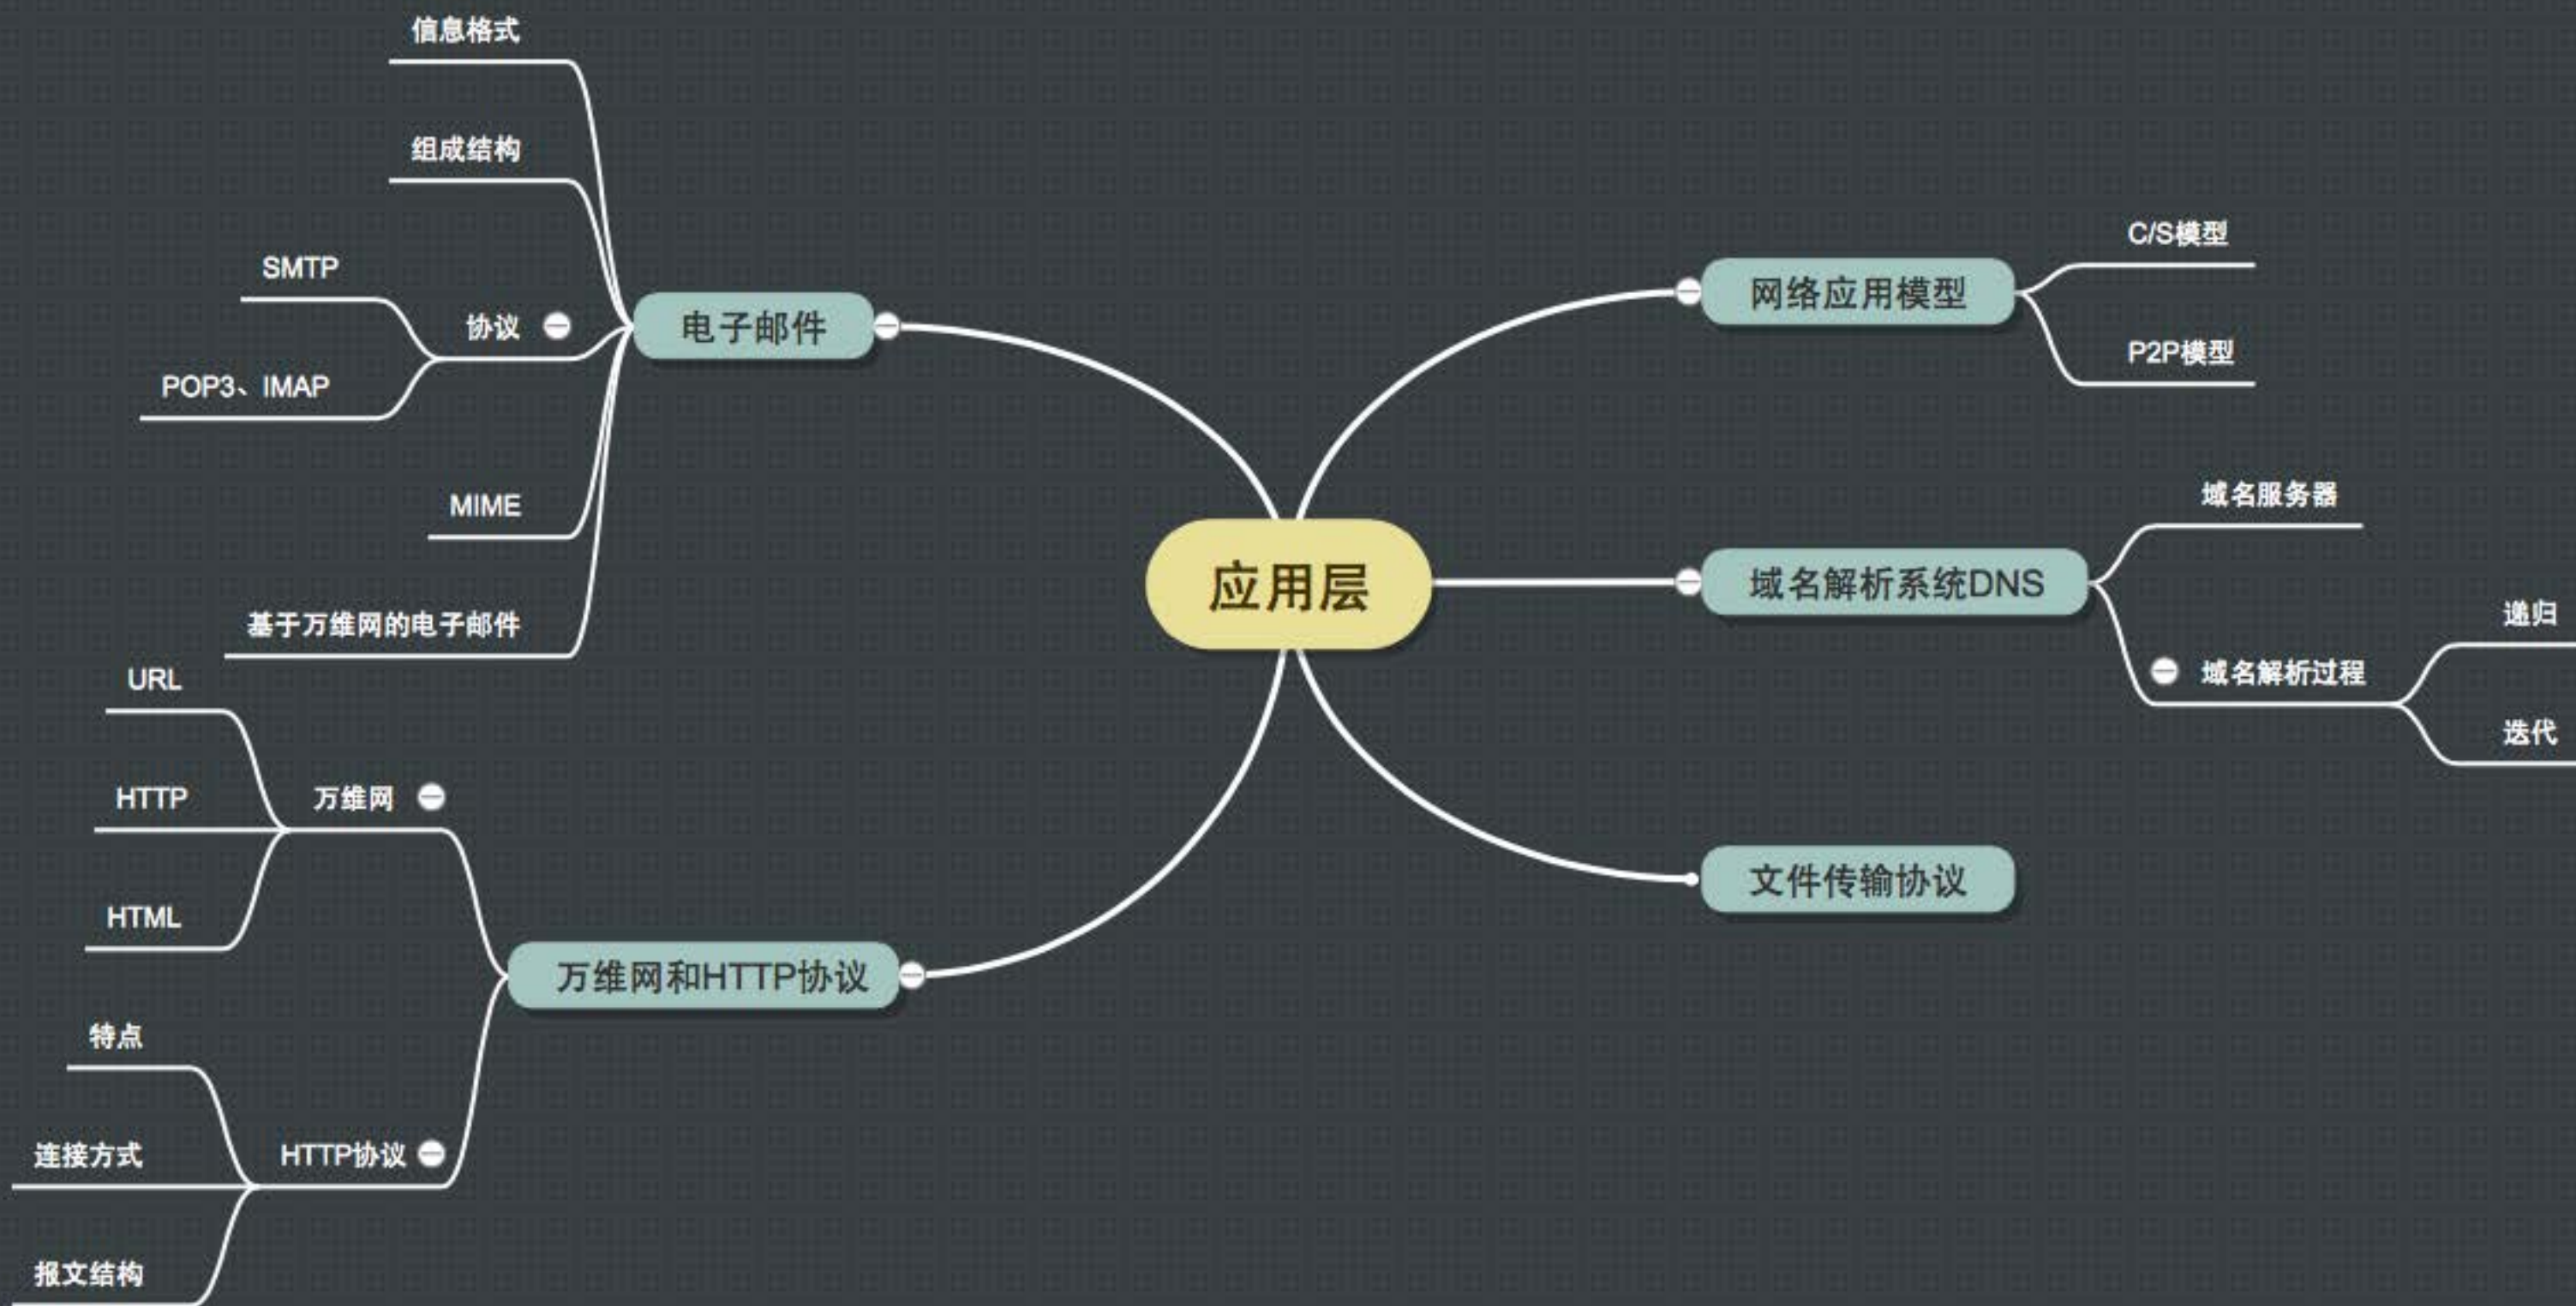 应用层
网络应用模型
C/S模型
P2P模型
域名解析系统DNS
域名服务器
域名解析过程
递归
迭代
文件传输协议
电子邮件
信息格式
组成结构
协议
SMTP
POP3、IMAP
MIME
基于万维网的电子邮件
万维网和HTTP协议
万维网
URL
HTTP
HTML
HTTP协议
特点
连接方式
报文结构